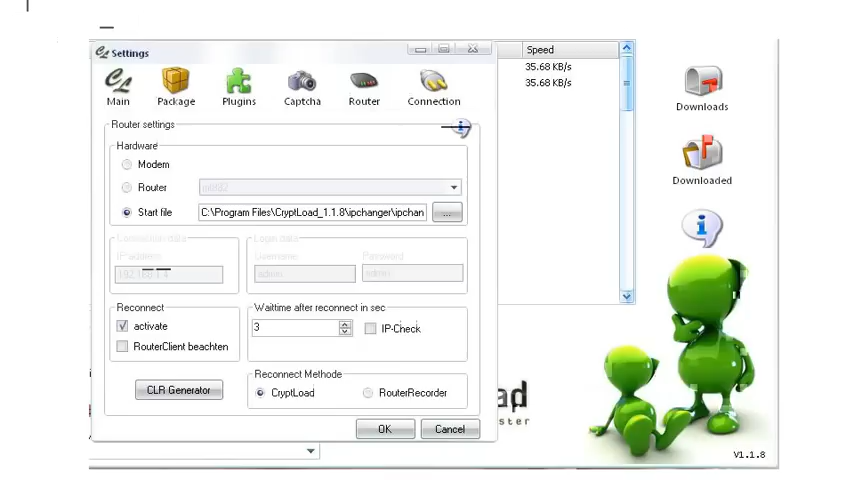 Settings
Speed
35.68 KB/s
35.68 KB/s
Main Package Plugins Captcha Router Connection
Downloads
Downloaded
Router settings
Hardware
Modem
Router
Start file C:\Program Files\CryptLoad_1.1.8\ipchanger\ipchan ...
Connection data
IP-address
Login data
Username Password
admin admin
Reconnect
activate
RouterClient beachten
Waittime after reconnect in sec
3 IP-Check
CLR Generator
Reconnect Methode
CryptLoad RouterRecorder
OK Cancel
V1.1.8